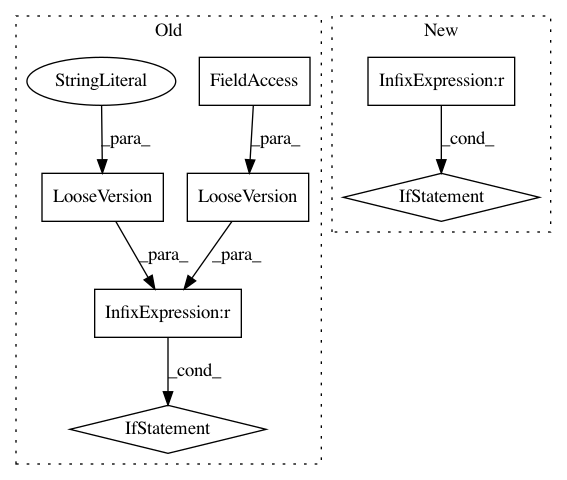 Old
New
StringLiteral
FieldAccess
InfixExpression:r
_para_
_para_
_cond_
LooseVersion
LooseVersion
IfStatement
_para_
_para_
InfixExpression:r
_cond_
IfStatement